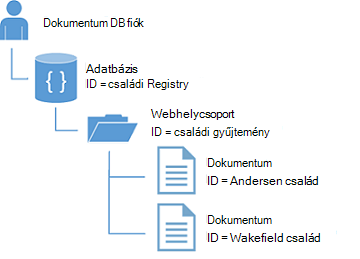 Dokumentum DB fiók
{ }
Adatbázis
ID = családi Registry
Webhelycsoport
ID = családi gyűjtemény
Dokumentum
ID = Andersen család
Dokumentum
ID = Wakefield család